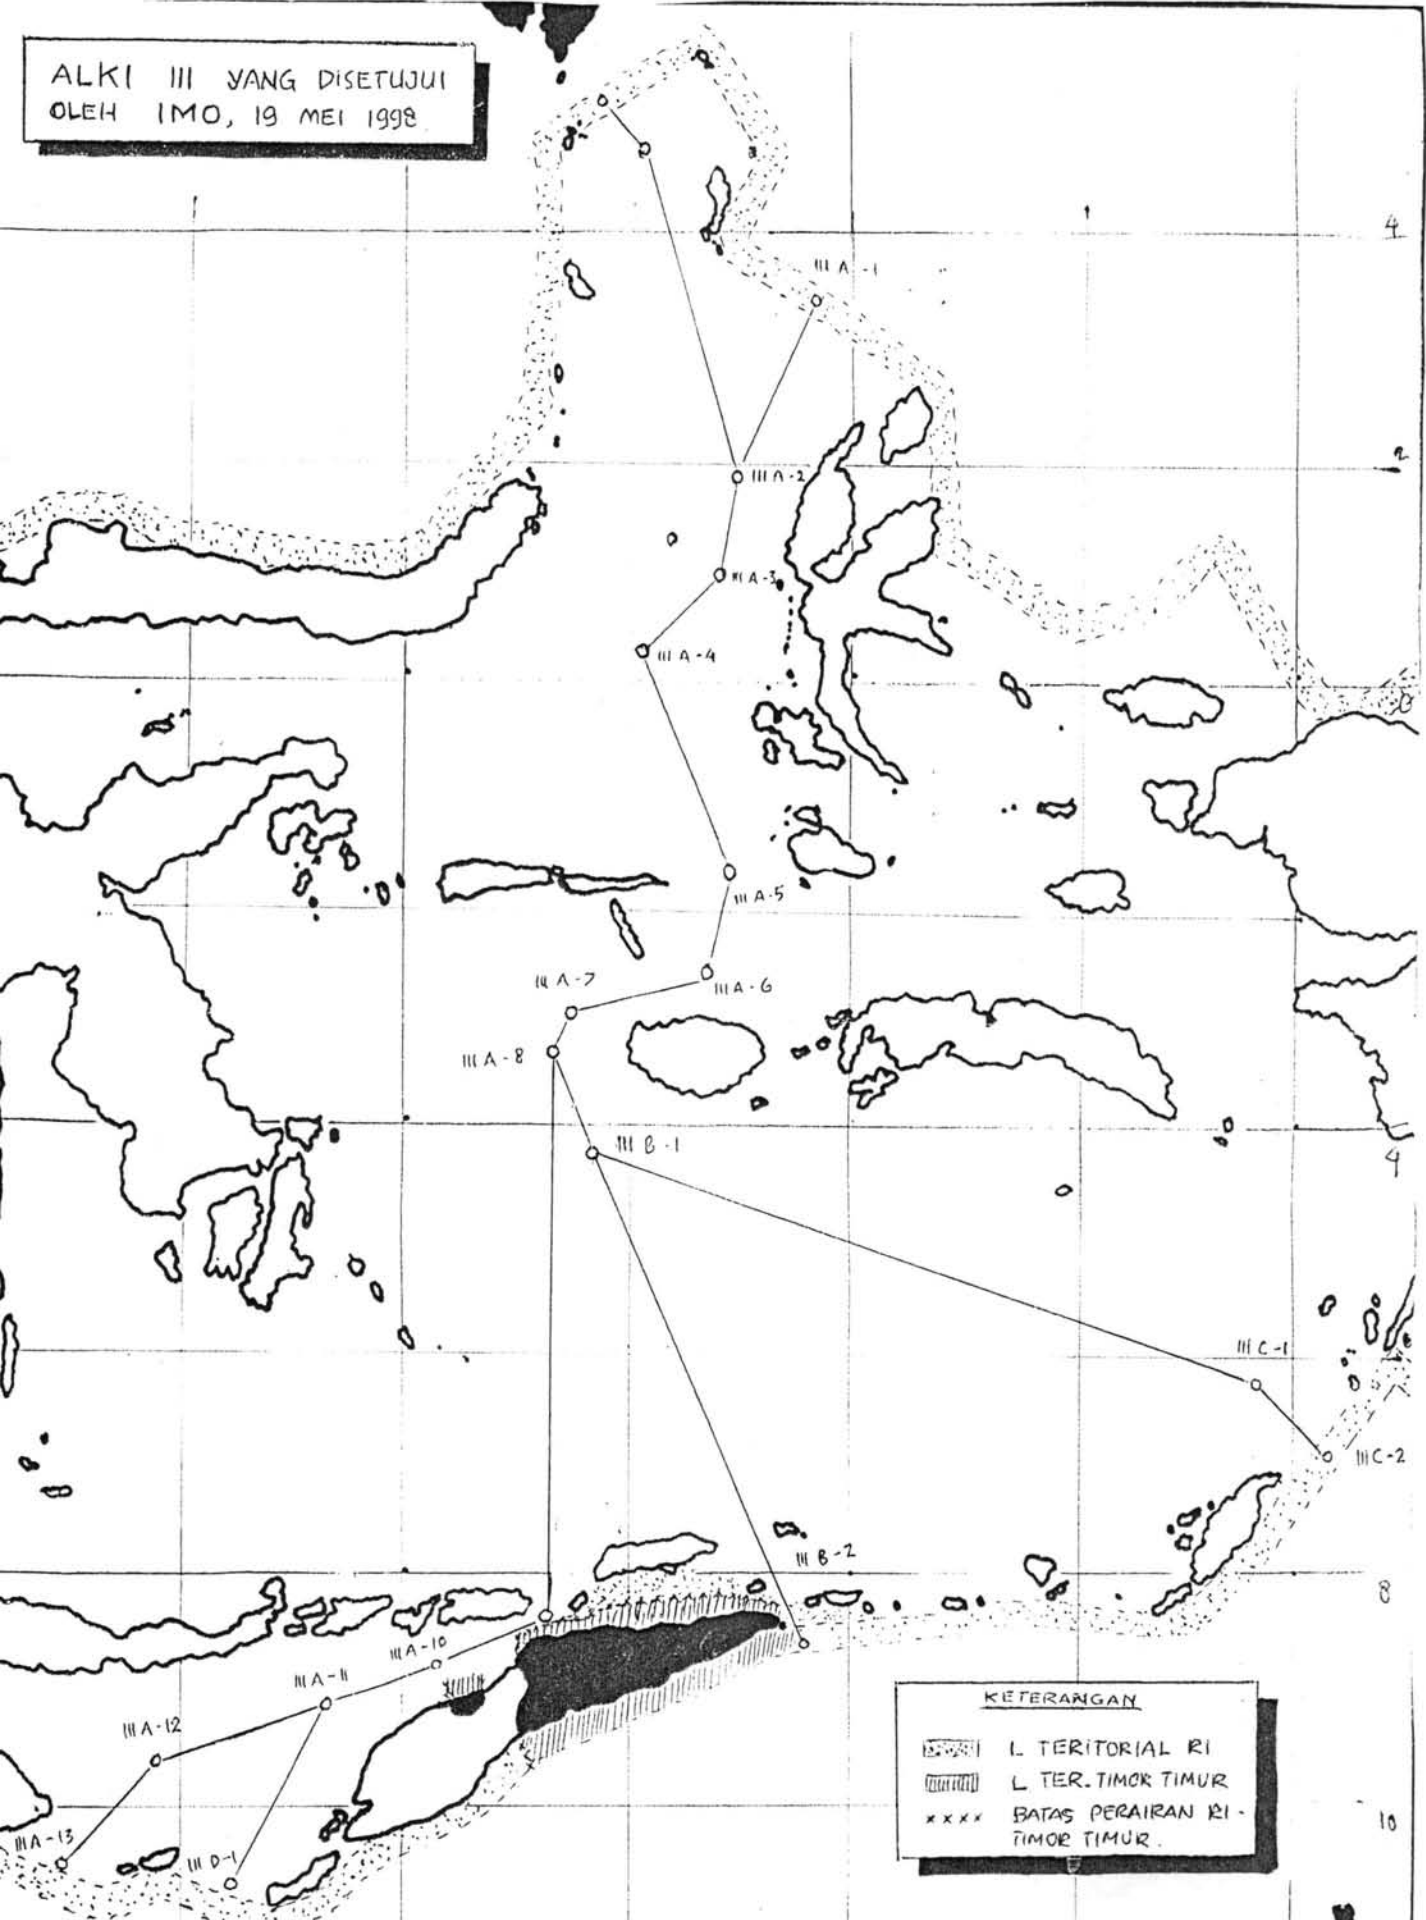 ALKI III YANG DISETUJUI
OLEH IMO, 19 MEI 1998
4
III A-1
2
III A-2
III A-3
III A-4
0
III A-5
III A-6
III A-7
III A-8
III B-1
4
III C-1
III C-2
III B-2
8
III A-10
III A-11
III A-12
III A-13
III D-1
10
KETERANGAN
L TERITORIAL RI
L TER. TIMOR TIMUR
xxxx BATAS PERAIRAN RI-
TIMOR TIMUR.